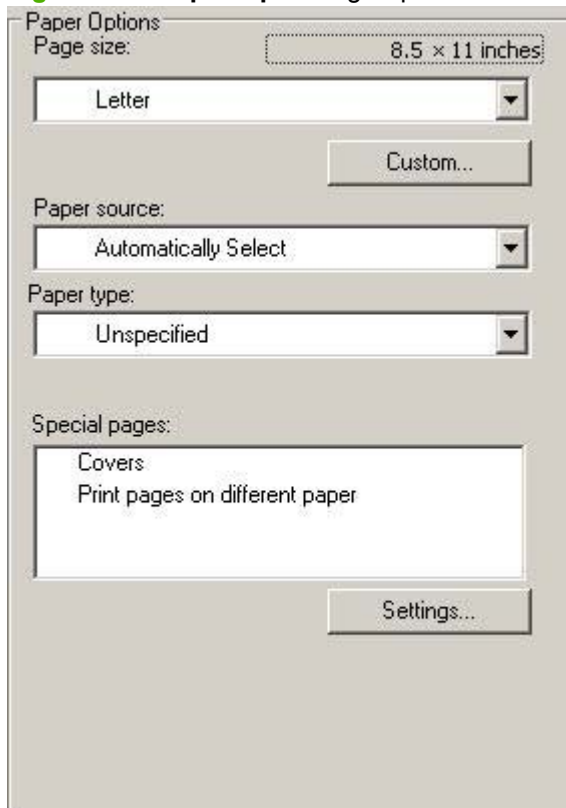 Paper Options
Page size: 8.5 × 11 inches
Letter
Custom...
Paper source:
Automatically Select
Paper type:
Unspecified
Special pages:
Covers
Print pages on different paper
Settings...